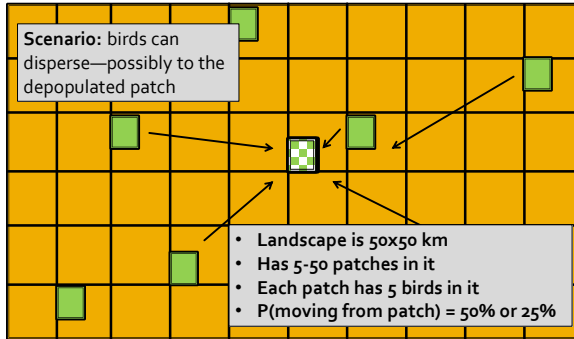 Scenario: birds can
disperse—possibly to the
depopulated patch
• Landscape is 50x50 km
• Has 5-50 patches in it
• Each patch has 5 birds in it
• P(moving from patch) = 50% or 25%